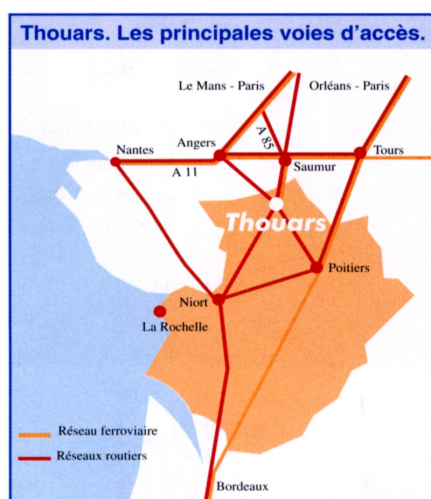 Thouars. Les principales voies d'accès.
Le Mans - Paris
Orléans - Paris
A 85
Nantes
Angers
Tours
Saumur
A 11
Thouars
Poitiers
Niort
La Rochelle
Réseau ferroviaire
Réseaux routiers
Bordeaux